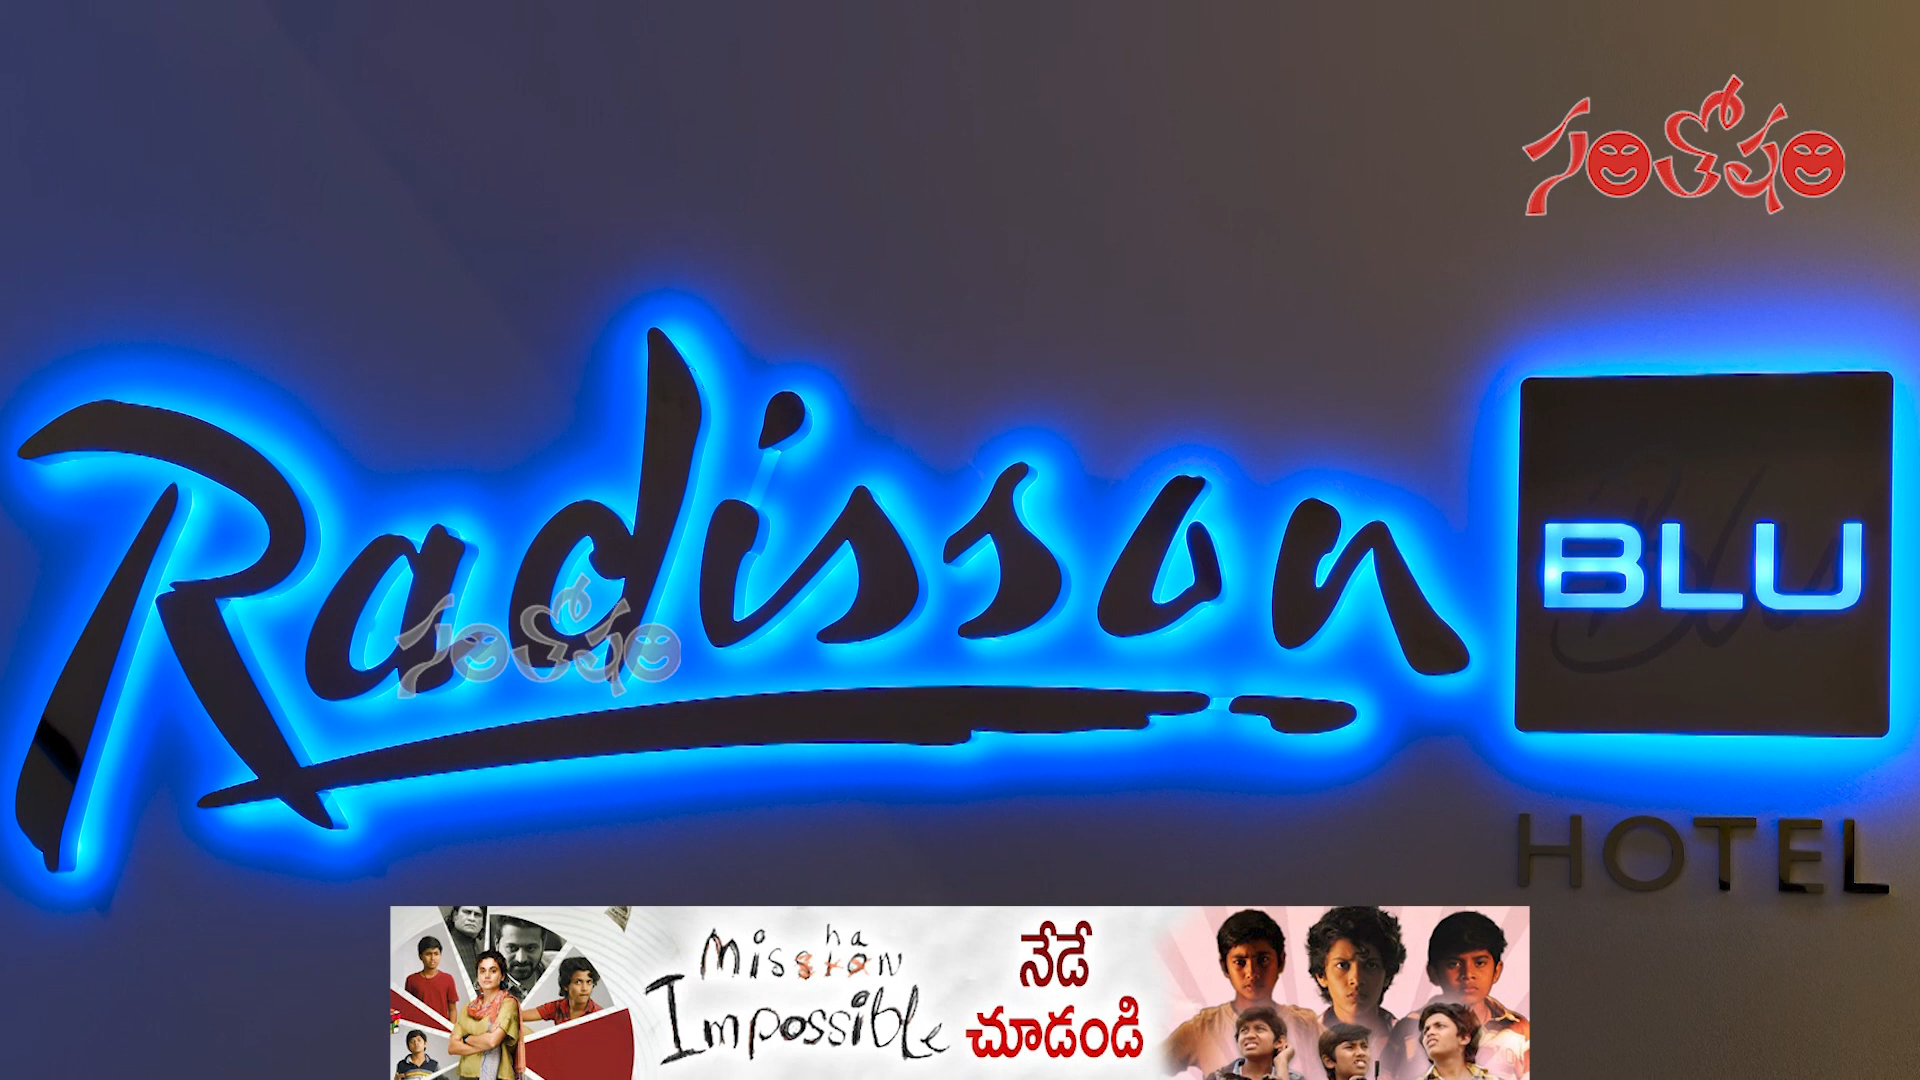 సంతోషం
Radisson
BLU
HOTEL
సంతోషం
Misshan
Impossible
నేడే
చూడండి